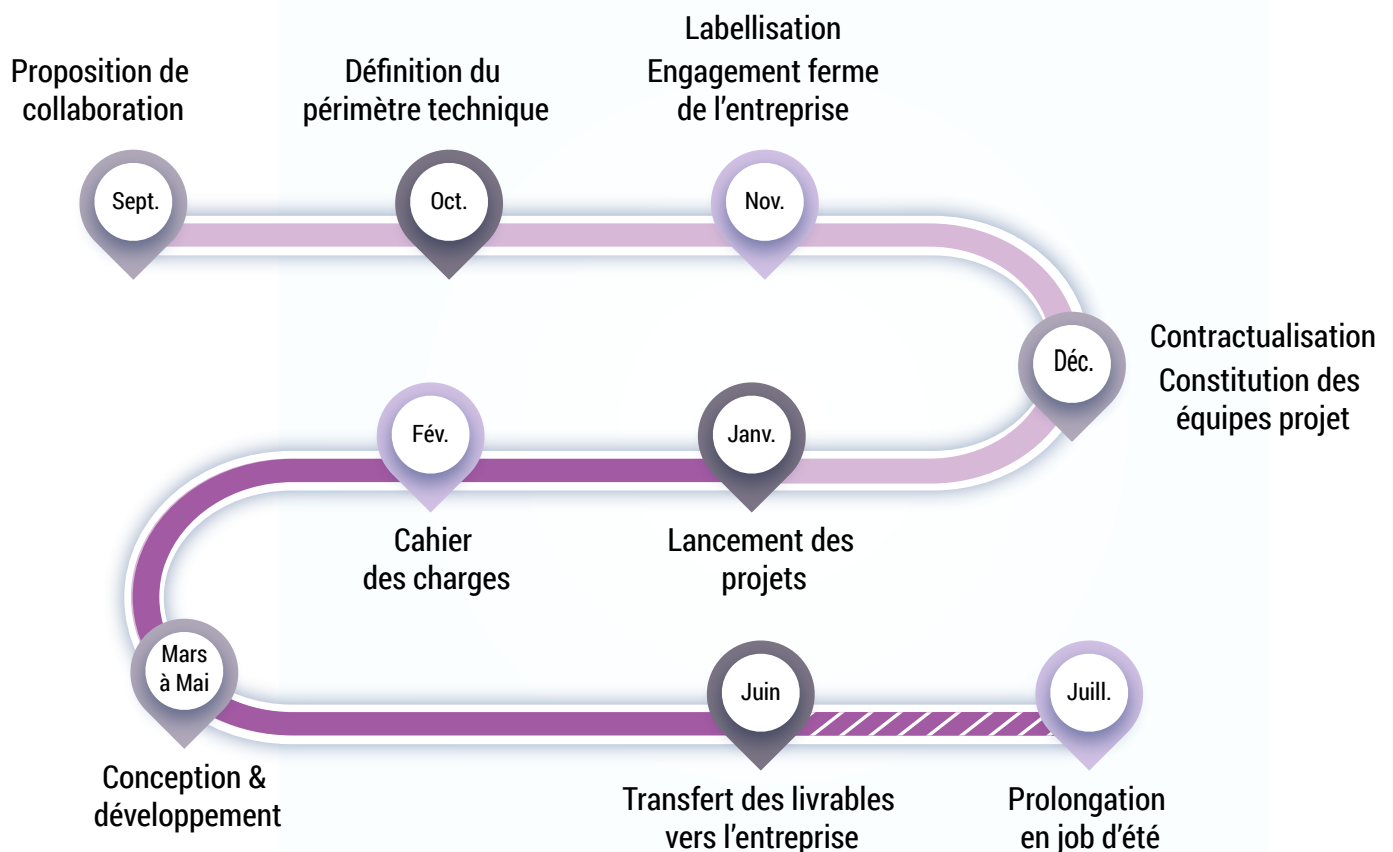 Proposition de
collaboration
Sept.
Définition du
périmètre technique
Oct.
Labellisation
Engagement ferme
de l'entreprise
Nov.
Déc.
Contractualisation
Constitution des
équipes projet
Janv.
Lancement des
projets
Fév.
Cahier
des charges
Mars
à Mai
Conception &
développement
Juin
Transfert des livrables
vers l'entreprise
Juill.
Prolongation
en job d'été